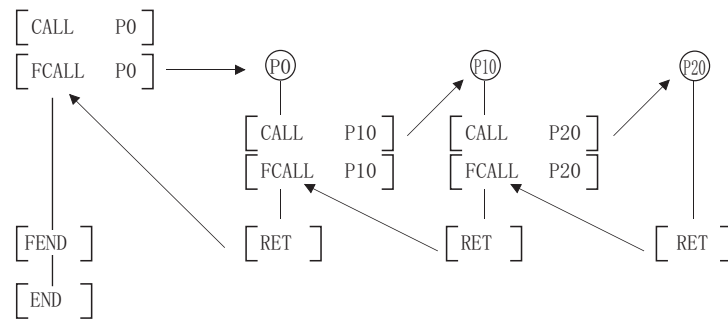 [CALL P0]
[FCALL P0]
P0
P10
P20
[CALL P10]
[CALL P20]
[FCALL P10]
[FCALL P20]
[FEND]
[RET]
[RET]
[RET]
[END]